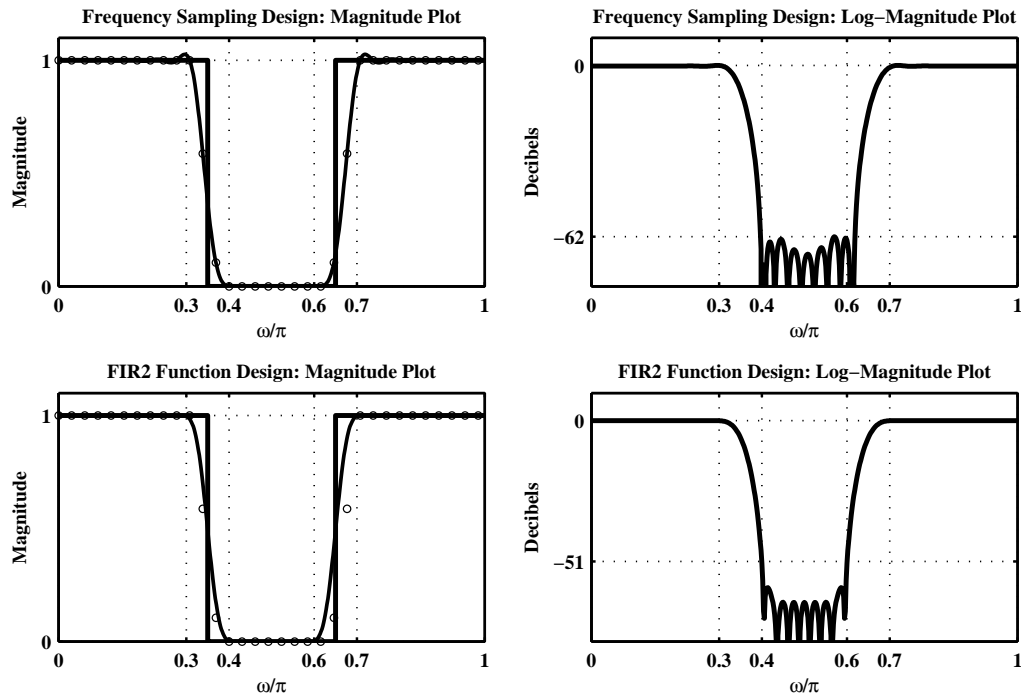 Frequency Sampling Design: Magnitude Plot
1
Magnitude
0
0 0.3 0.4 0.6 0.7 1
ω/π
Frequency Sampling Design: Log−Magnitude Plot
0
Decibels
−62
0 0.3 0.4 0.6 0.7 1
ω/π
FIR2 Function Design: Magnitude Plot
1
Magnitude
0
0 0.3 0.4 0.6 0.7 1
ω/π
FIR2 Function Design: Log−Magnitude Plot
0
Decibels
−51
0 0.3 0.4 0.6 0.7 1
ω/π